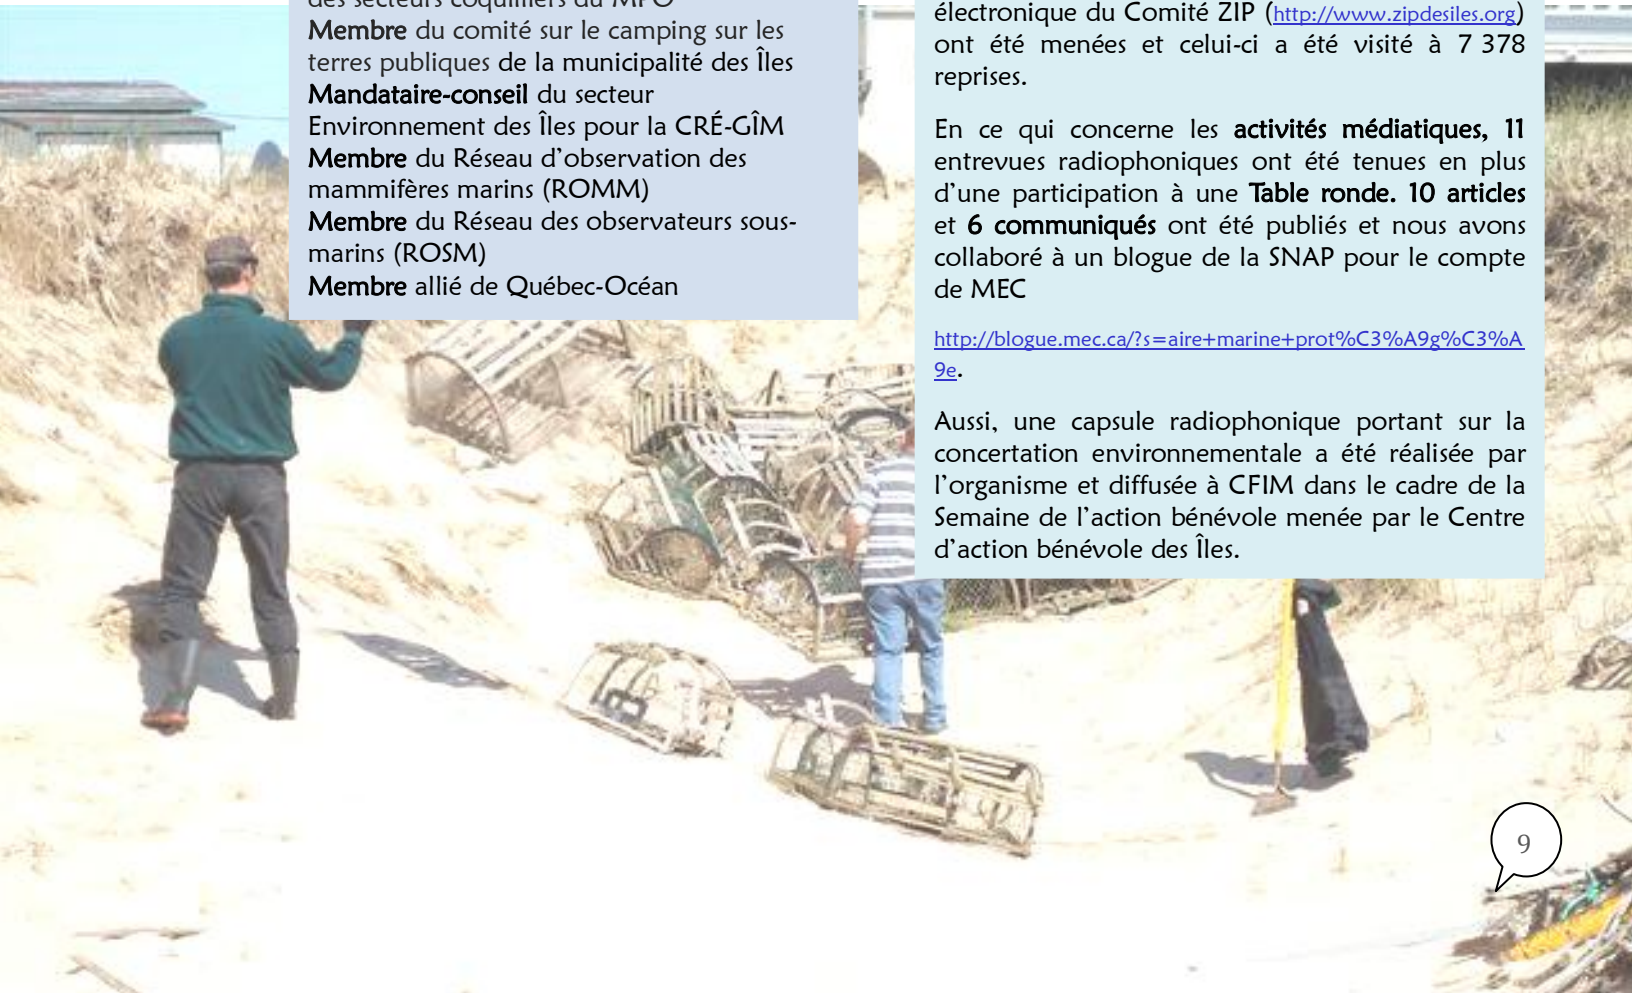 des secteurs coquilliers du MPO
Membre du comité sur le camping sur les
terres publiques de la municipalité des Îles
Mandataire-conseil du secteur
Environnement des Îles pour la CRÉ-GÎM
Membre du Réseau d’observation des
mammifères marins (ROMM)
Membre du Réseau des observateurs sous-
marins (ROSM)
Membre allié de Québec-Océan
électronique du Comité ZIP (http://www.zipdesiles.org)
ont été menées et celui-ci a été visité à 7 378
reprises.
En ce qui concerne les activités médiatiques, 11
entrevues radiophoniques ont été tenues en plus
d’une participation à une Table ronde. 10 articles
et 6 communiqués ont été publiés et nous avons
collaboré à un blogue de la SNAP pour le compte
de MEC
http://blogue.mec.ca/?s=aire+marine+prot%C3%A9g%C3%A
9e.
Aussi, une capsule radiophonique portant sur la
concertation environnementale a été réalisée par
l’organisme et diffusée à CFIM dans le cadre de la
Semaine de l’action bénévole menée par le Centre
d’action bénévole des Îles.
9